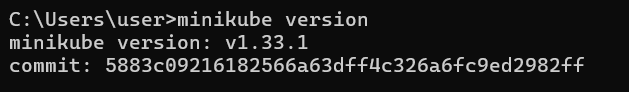 C:\Users\user>minikube version
minikube version: v1.33.1
commit: 5883c09216182566a63dff4c326a6fc9ed2982ff